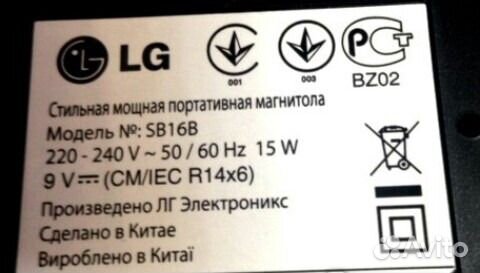 LG
001
003
BZ02
Стильная мощная портативная магнитола
Модель №: SB16B
220 - 240 V ~ 50 / 60 Hz 15 W
9 V⎓ (CM/IEC R14x6)
Произведено ЛГ Электроникс
Сделано в Китае
Вироблено в Китаї
Avito